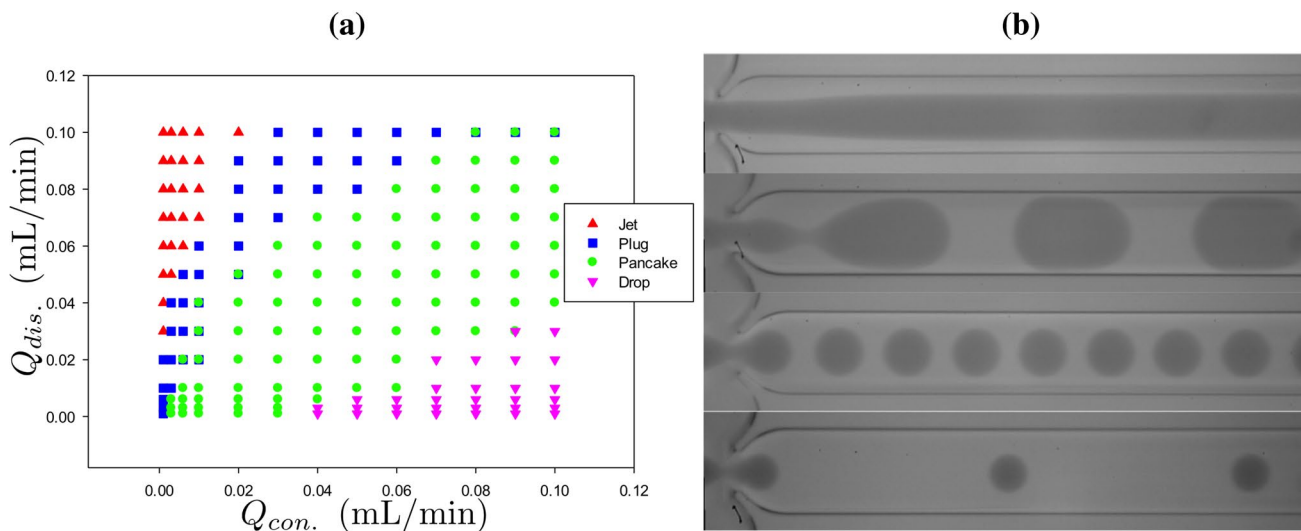 (a)
(b)
0.12
0.10
0.08
0.06
0.04
0.02
0.00
Q_dis. (mL/min)
Jet
Plug
Pancake
Drop
0.00 0.02 0.04 0.06 0.08 0.10 0.12
Q_con. (mL/min)